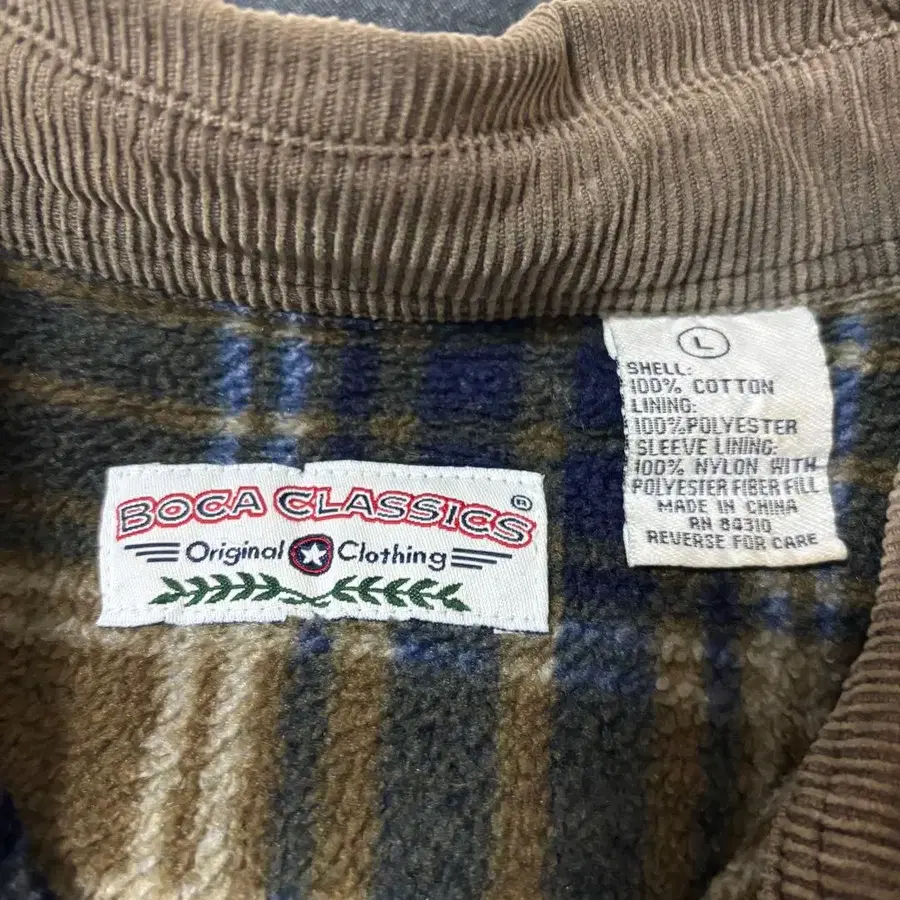 BOCA CLASSICS ®
Original Clothing
L
SHELL:
100% COTTON
LINING:
100%POLYESTER
SLEEVE LINING:
100% NYLON WITH
POLYESTER FIBER FILL
MADE IN CHINA
RN 84310
REVERSE FOR CARE